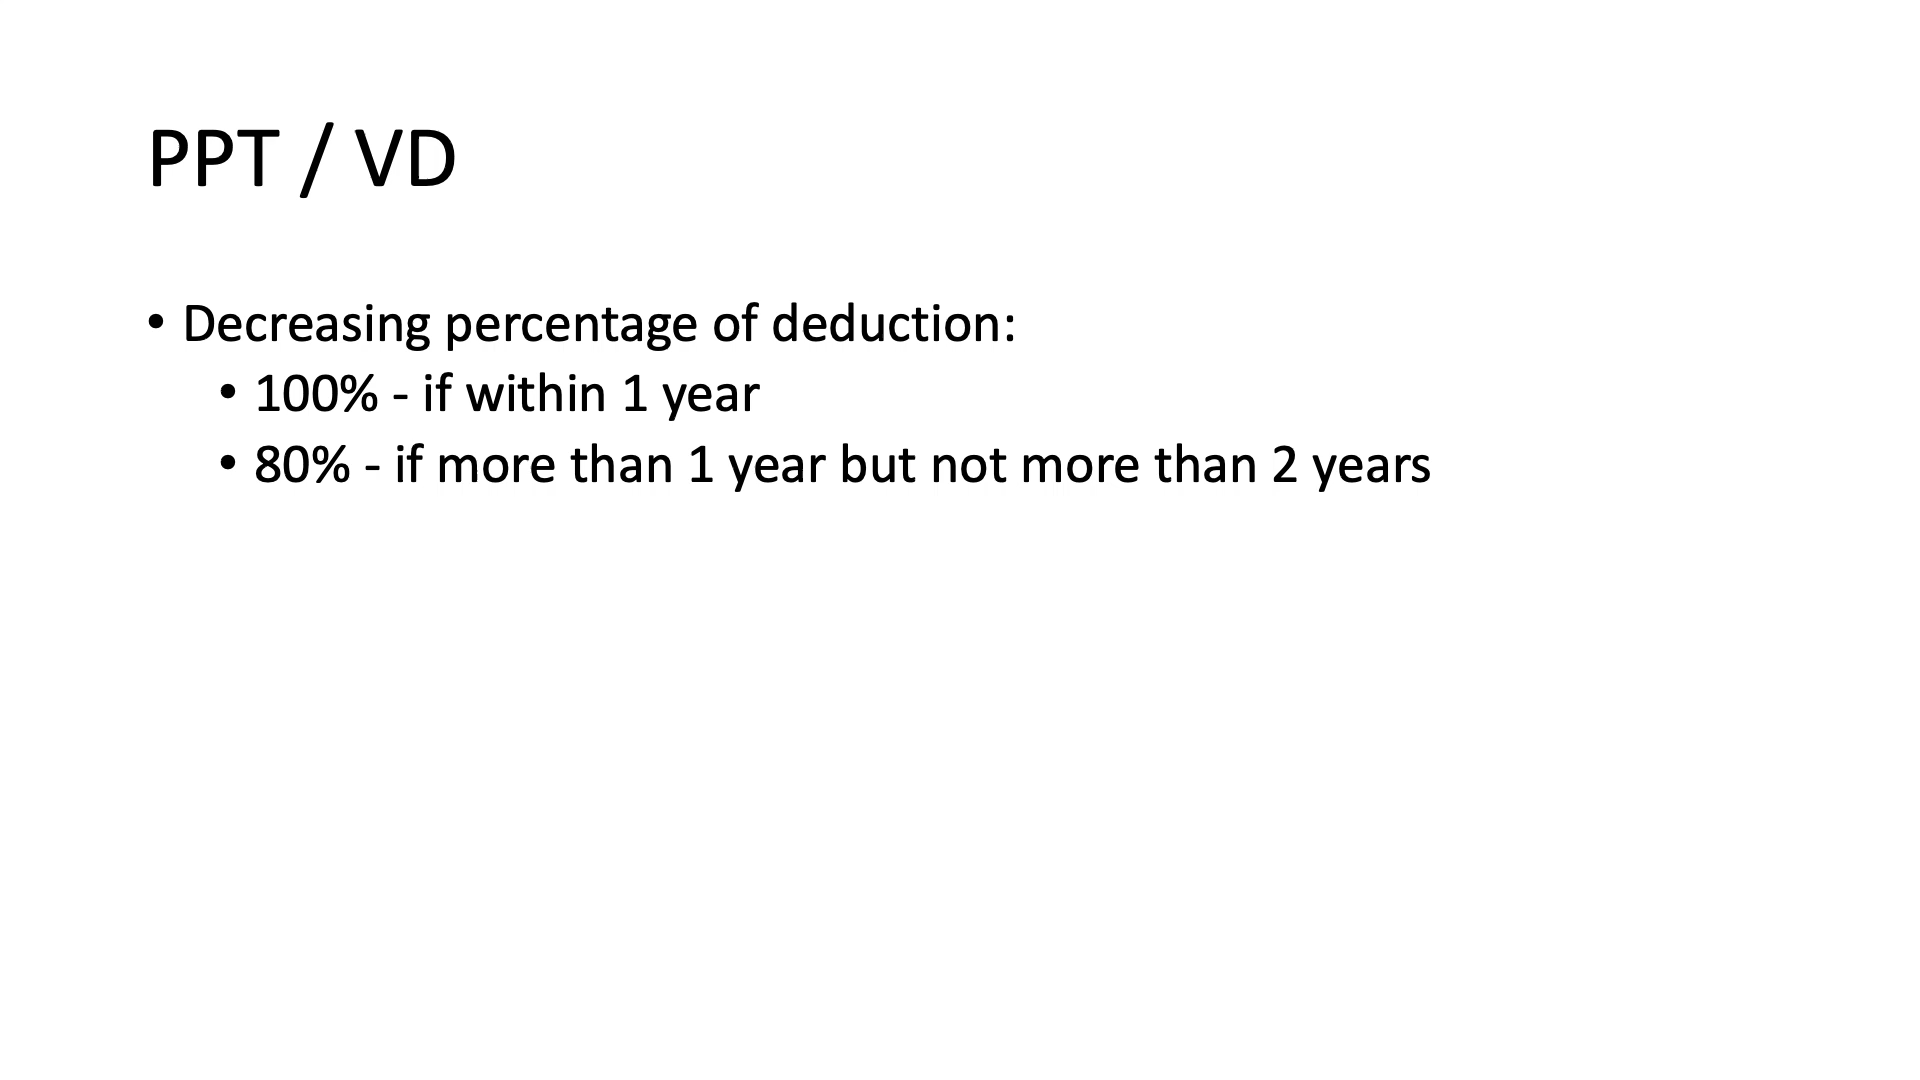 PPT / VD
• Decreasing percentage of deduction:
• 100% - if within 1 year
• 80% - if more than 1 year but not more than 2 years